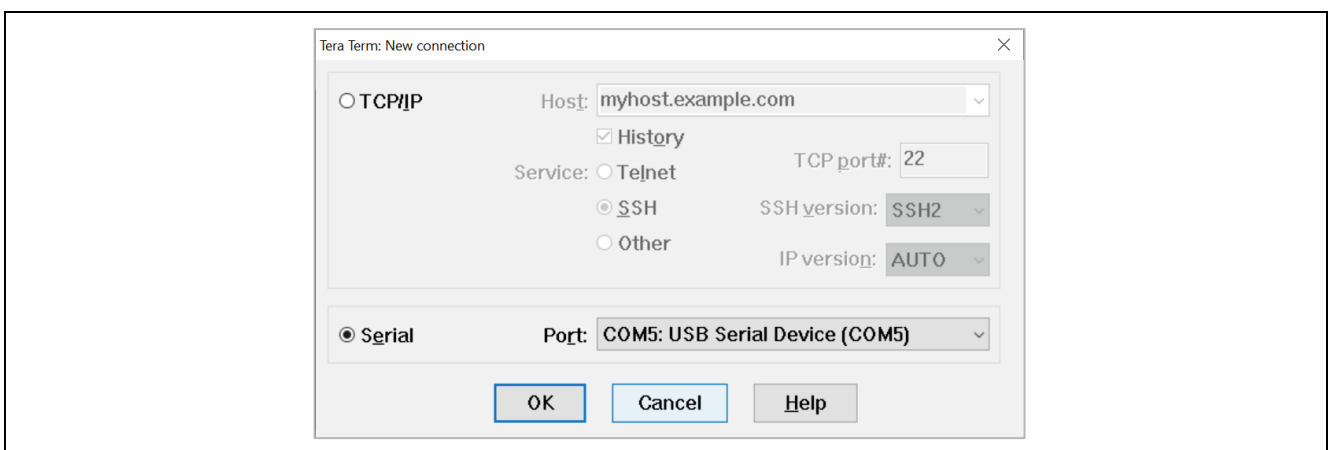 Tera Term: New connection
TCP/IP
Host: myhost.example.com
History
Service: Telnet
TCP port#: 22
SSH
SSH version: SSH2
Other
IP version: AUTO
Serial
Port: COM5: USB Serial Device (COM5)
OK
Cancel
Help